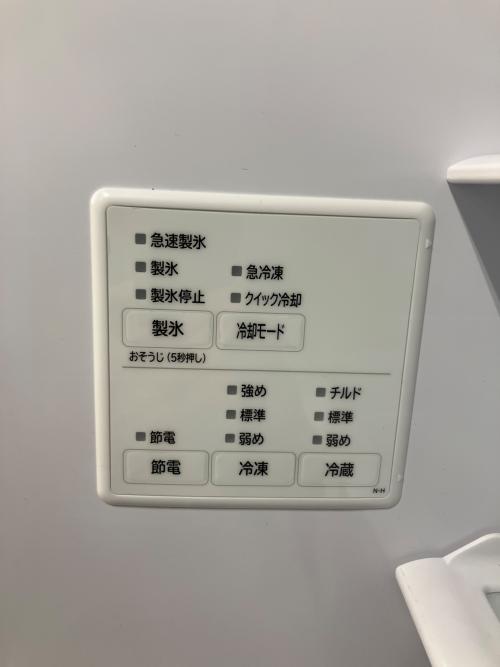 急速製氷
製氷 急冷凍
製氷停止 クイック冷却
製氷 冷却モード
おそうじ (5秒押し)
強め チルド
標準 標準
節電 弱め 弱め
節電 冷凍 冷蔵
N-H